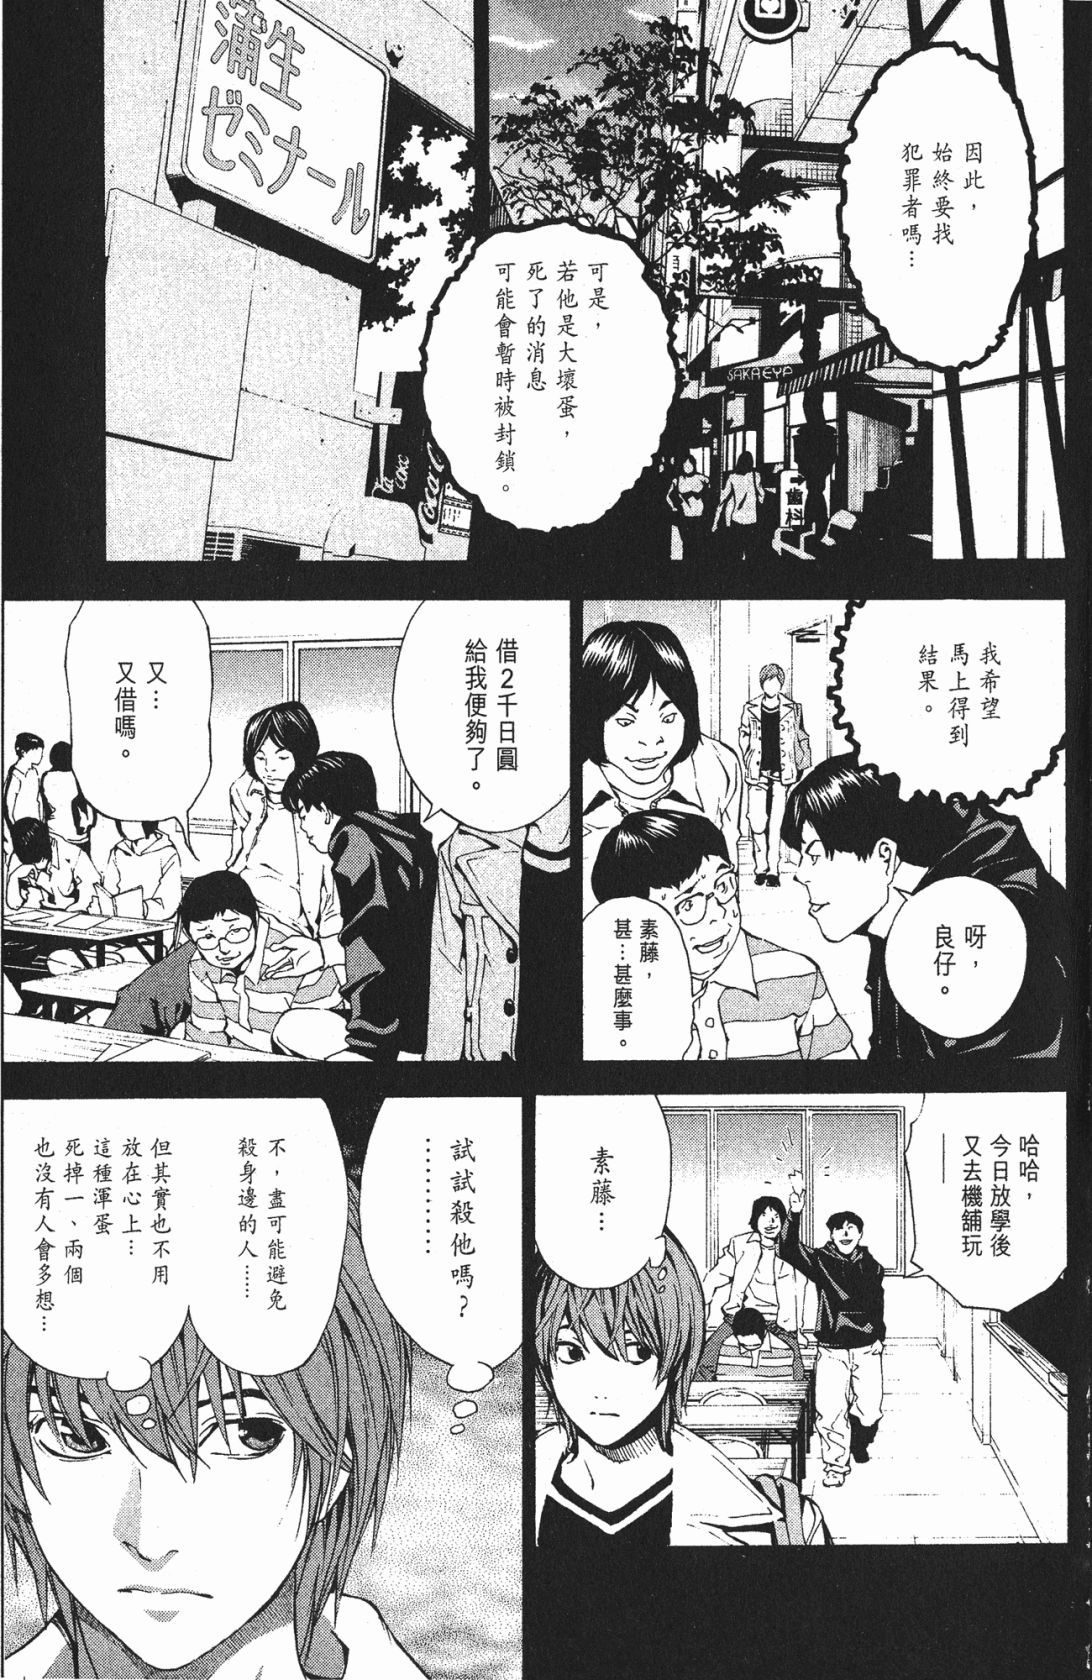 因此，
始終要找
犯罪者嗎…
可是，
若他是大壞蛋，
死了的消息
可能會暫時被封鎖。
蒲生
ゼミナール
SAKAEYA
歯科
Coca-C
我希望
馬上得到
結果。
呀，
良仔。
素藤，
甚…甚麼事。
借2千日圓
給我便夠了。
又…
又借嗎。
哈哈，
今日放學後
又去機舖玩
——
素藤…
試試殺他嗎？
…………
不，盡可能避免
殺身邊的人……
但其實也不用
放在心上…
這種渾蛋
死掉一、兩個
也沒有人會多想…